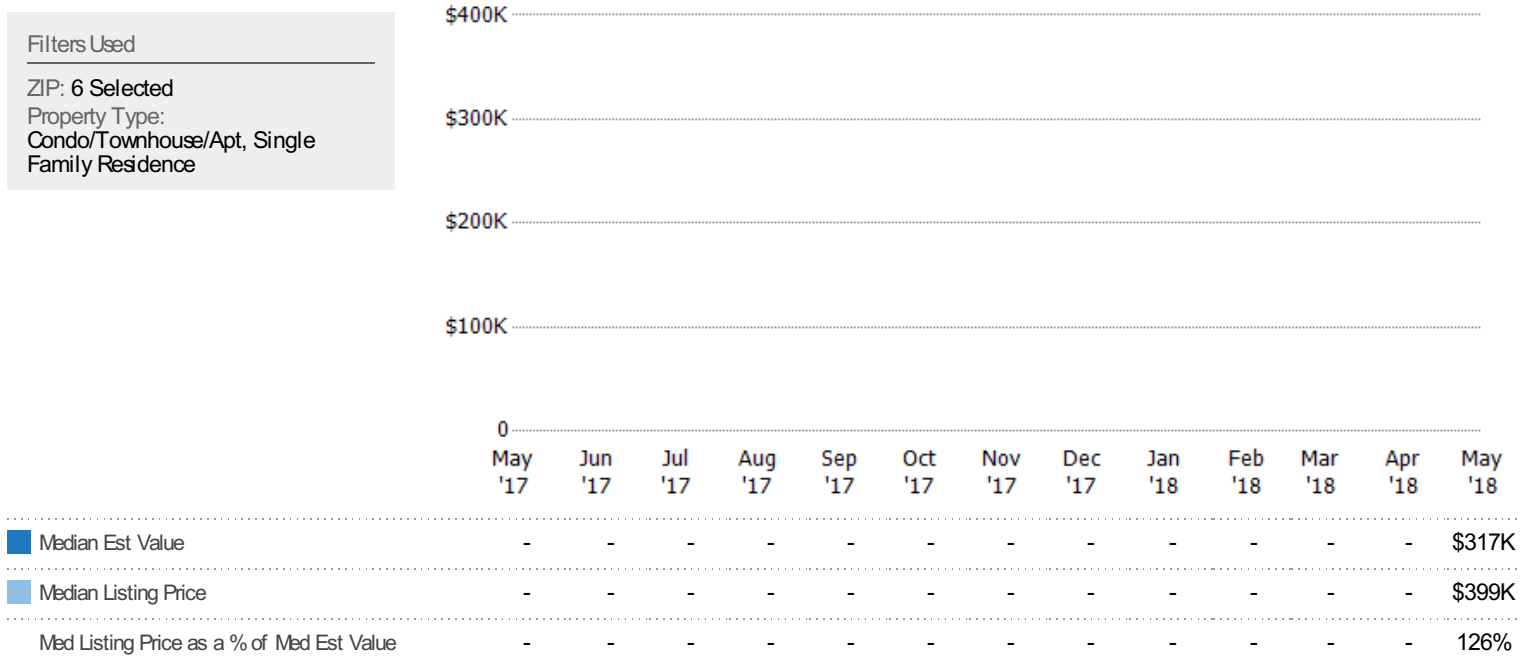 Filters Used
ZIP: 6 Selected
Property Type:
Condo/Townhouse/Apt, Single
Family Residence
$400K
$300K
$200K
$100K
0
May Jun Jul Aug Sep Oct Nov Dec Jan Feb Mar Apr May
'17 '17 '17 '17 '17 '17 '17 '17 '18 '18 '18 '18 '18
Median Est Value - - - - - - - - - - - - $317K
Median Listing Price - - - - - - - - - - - - $399K
Med Listing Price as a % of Med Est Value - - - - - - - - - - - - 126%